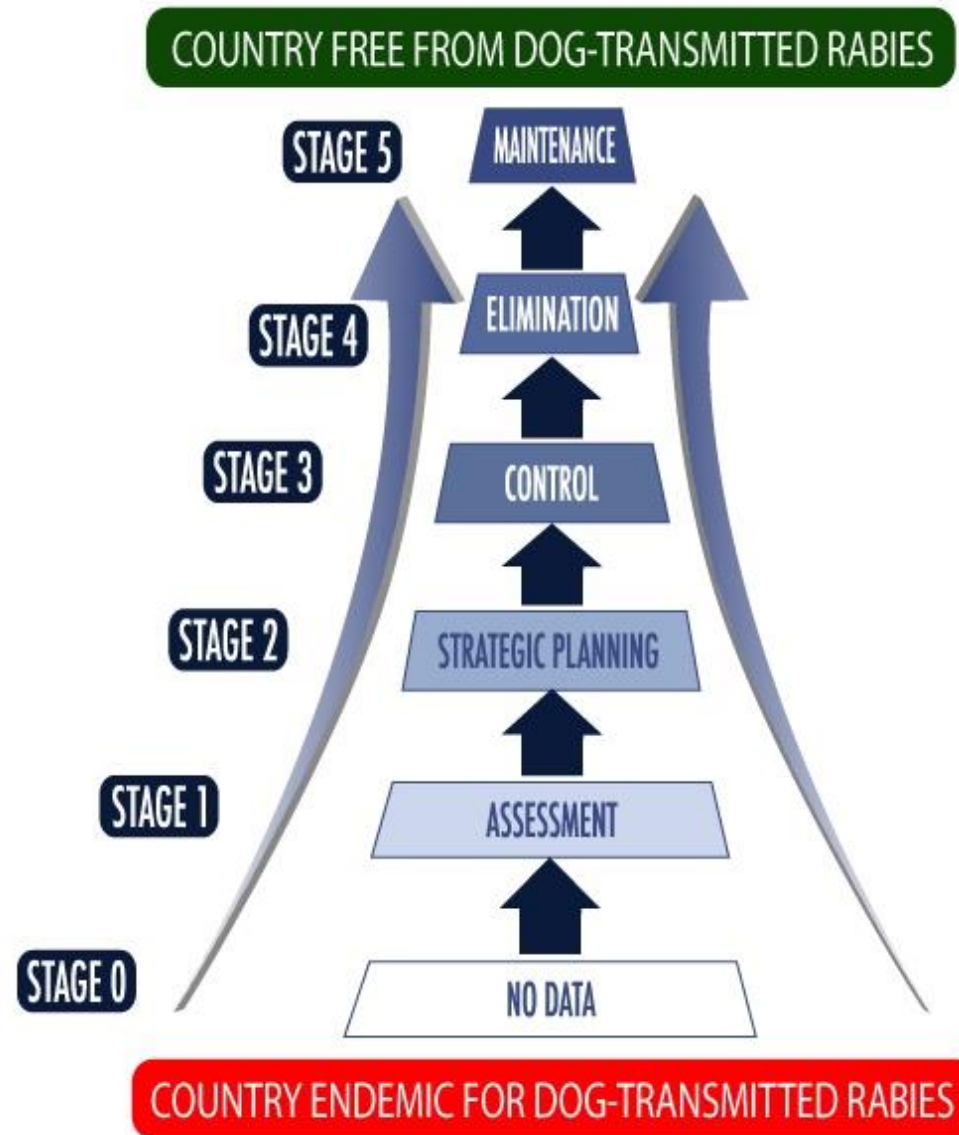 COUNTRY FREE FROM DOG-TRANSMITTED RABIES
STAGE 5
MAINTENANCE
STAGE 4
ELIMINATION
STAGE 3
CONTROL
STAGE 2
STRATEGIC PLANNING
STAGE 1
ASSESSMENT
STAGE 0
NO DATA
COUNTRY ENDEMIC FOR DOG-TRANSMITTED RABIES